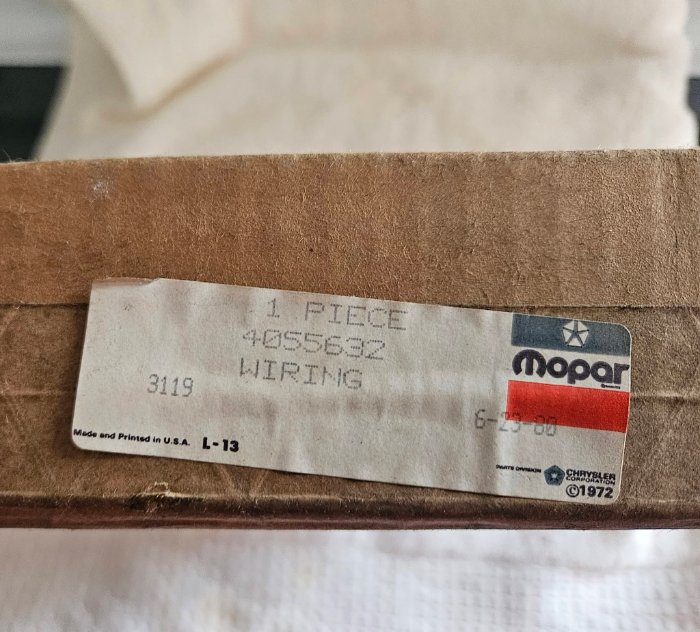 1 PIECE
4055632
WIRING
3119
6-23-80
Mopar
Made and Printed in U.S.A. L-13
PARTS DIVISION
CHRYSLER
CORPORATION
©1972